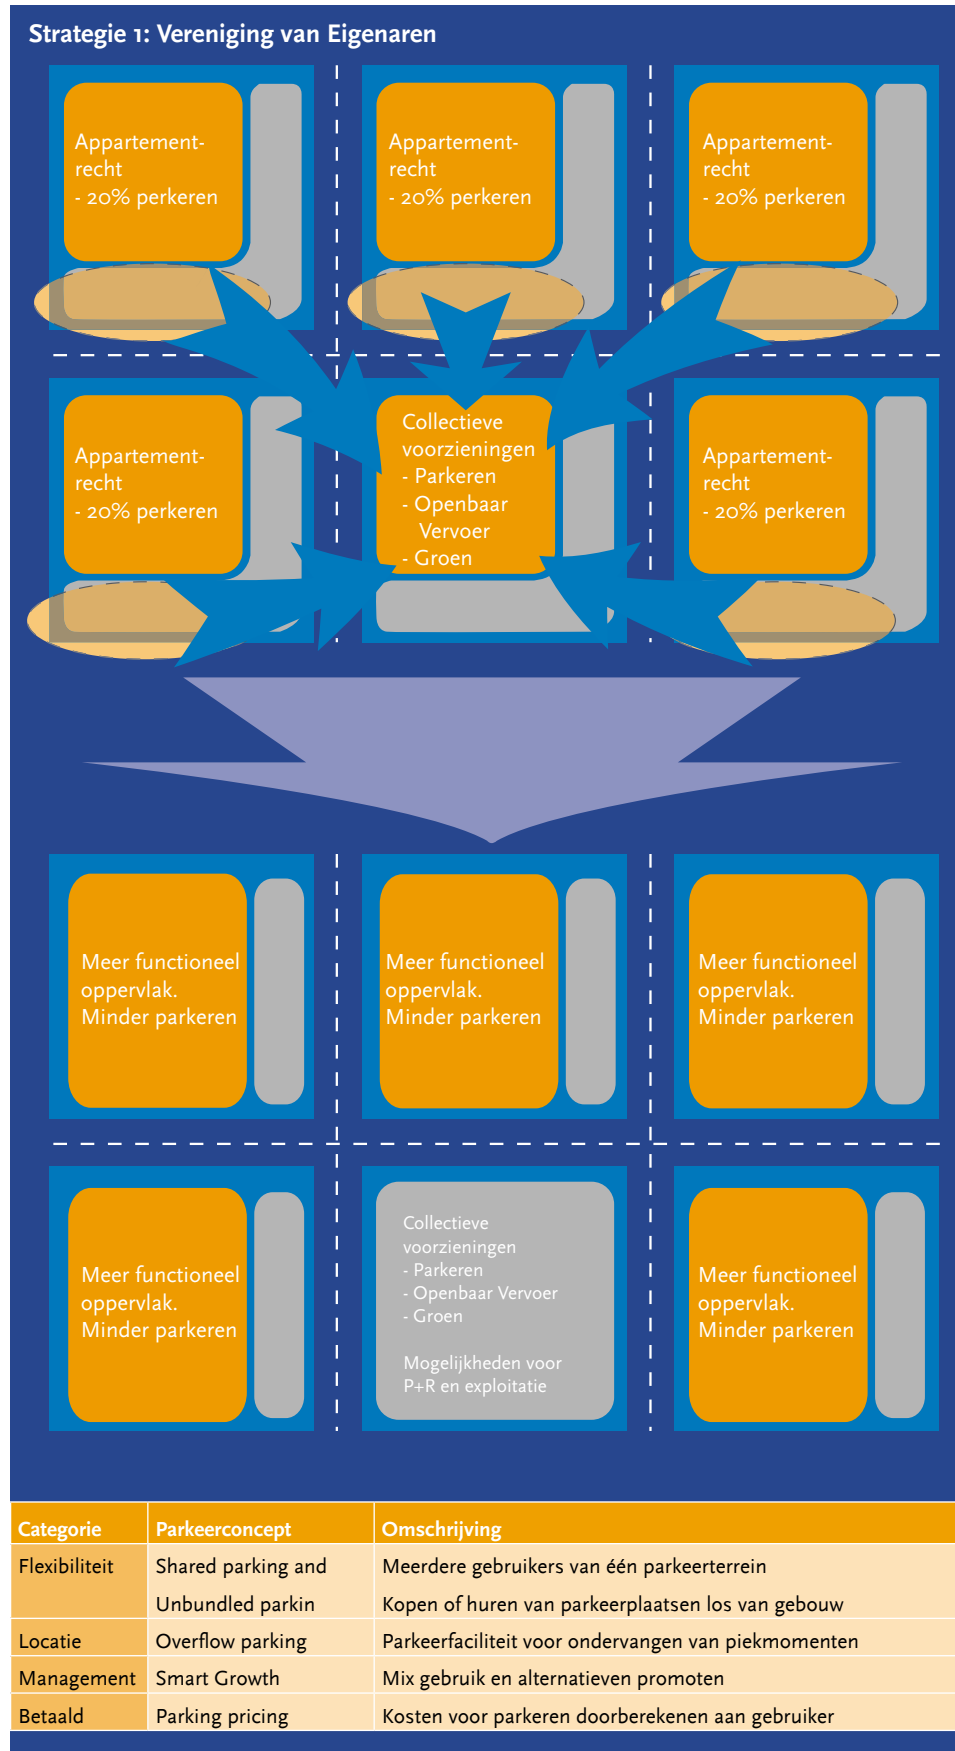 Strategie 1: Vereniging van Eigenaren
Appartement-
recht
- 20% perkeren
Appartement-
recht
- 20% perkeren
Appartement-
recht
- 20% perkeren
Appartement-
recht
- 20% perkeren
Collectieve
voorzieningen
- Parkeren
- Openbaar
Vervoer
- Groen
Appartement-
recht
- 20% perkeren
Meer functioneel
oppervlak.
Minder parkeren
Meer functioneel
oppervlak.
Minder parkeren
Meer functioneel
oppervlak.
Minder parkeren
Meer functioneel
oppervlak.
Minder parkeren
Collectieve
voorzieningen
- Parkeren
- Openbaar Vervoer
- Groen
Mogelijkheden voor
P+R en exploitatie
Meer functioneel
oppervlak.
Minder parkeren
Categorie Parkeerconcept Omschrijving
Flexibiliteit Shared parking and Meerdere gebruikers van één parkeerterrein
Unbundled parkin Kopen of huren van parkeerplaatsen los van gebouw
Locatie Overflow parking Parkeerfaciliteit voor ondervangen van piekmomenten
Management Smart Growth Mix gebruik en alternatieven promoten
Betaald Parking pricing Kosten voor parkeren doorberekenen aan gebruiker